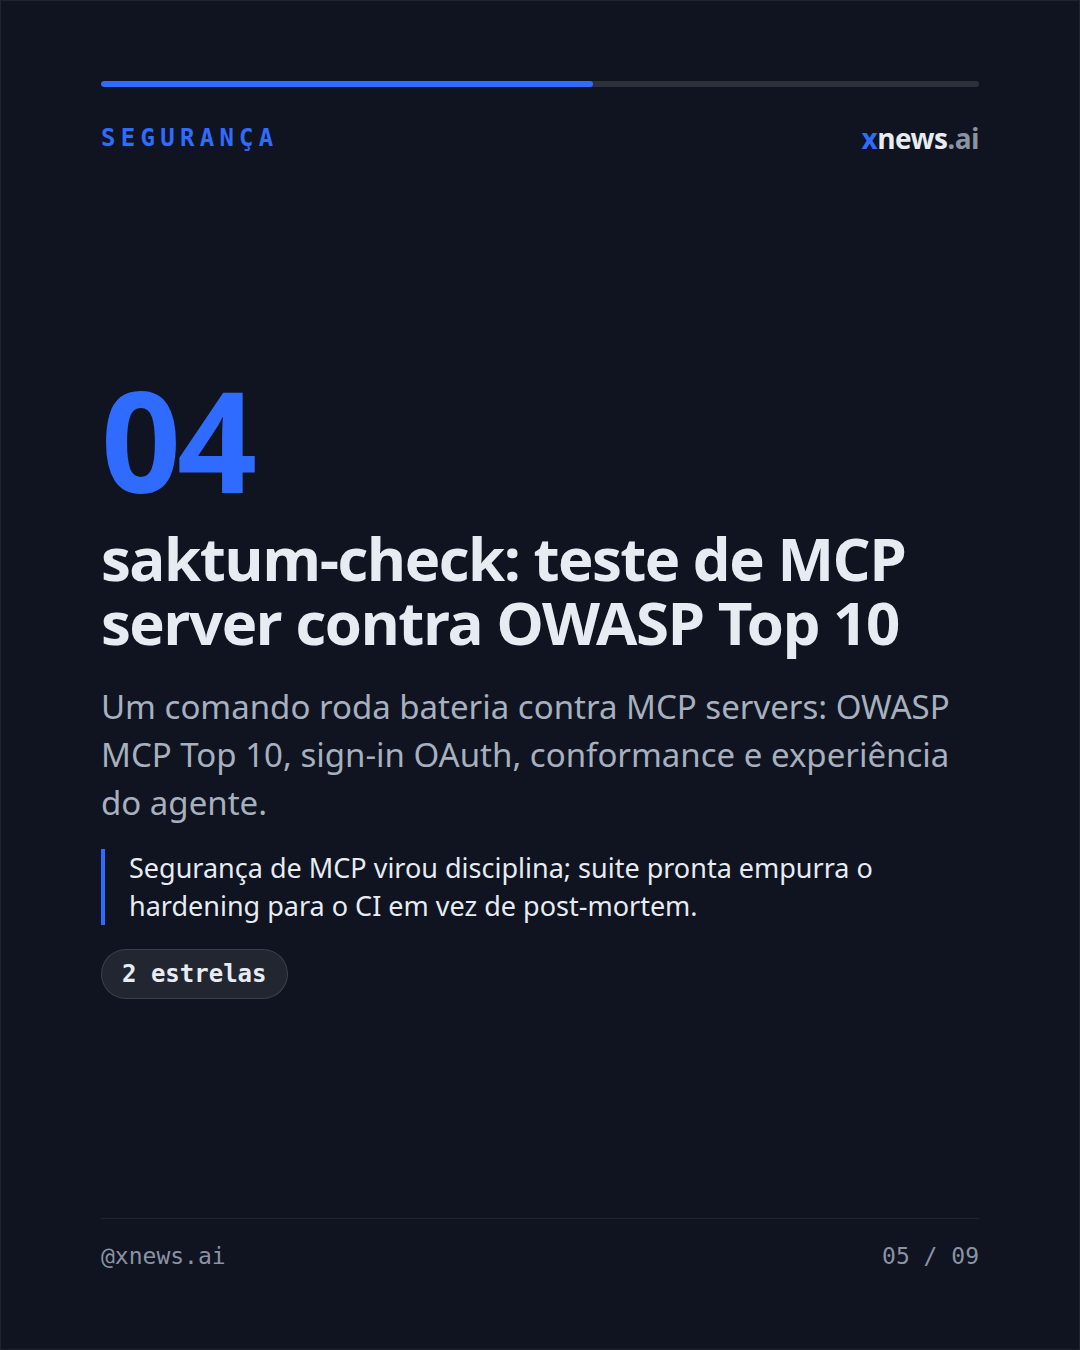 SEGURANÇA
xnews.ai
04
saktum-check: teste de MCP
server contra OWASP Top 10
Um comando roda bateria contra MCP servers: OWASP
MCP Top 10, sign-in OAuth, conformance e experiência
do agente.
Segurança de MCP virou disciplina; suite pronta empurra o
hardening para o CI em vez de post-mortem.
2 estrelas
@xnews.ai
05 / 09